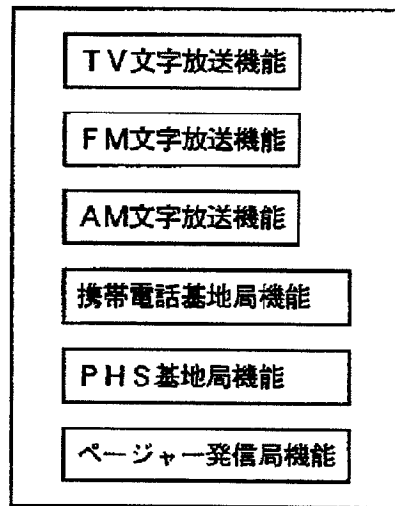 ＴＶ文字放送機能
ＦＭ文字放送機能
ＡＭ文字放送機能
携帯電話基地局機能
ＰＨＳ基地局機能
ページャー発信局機能